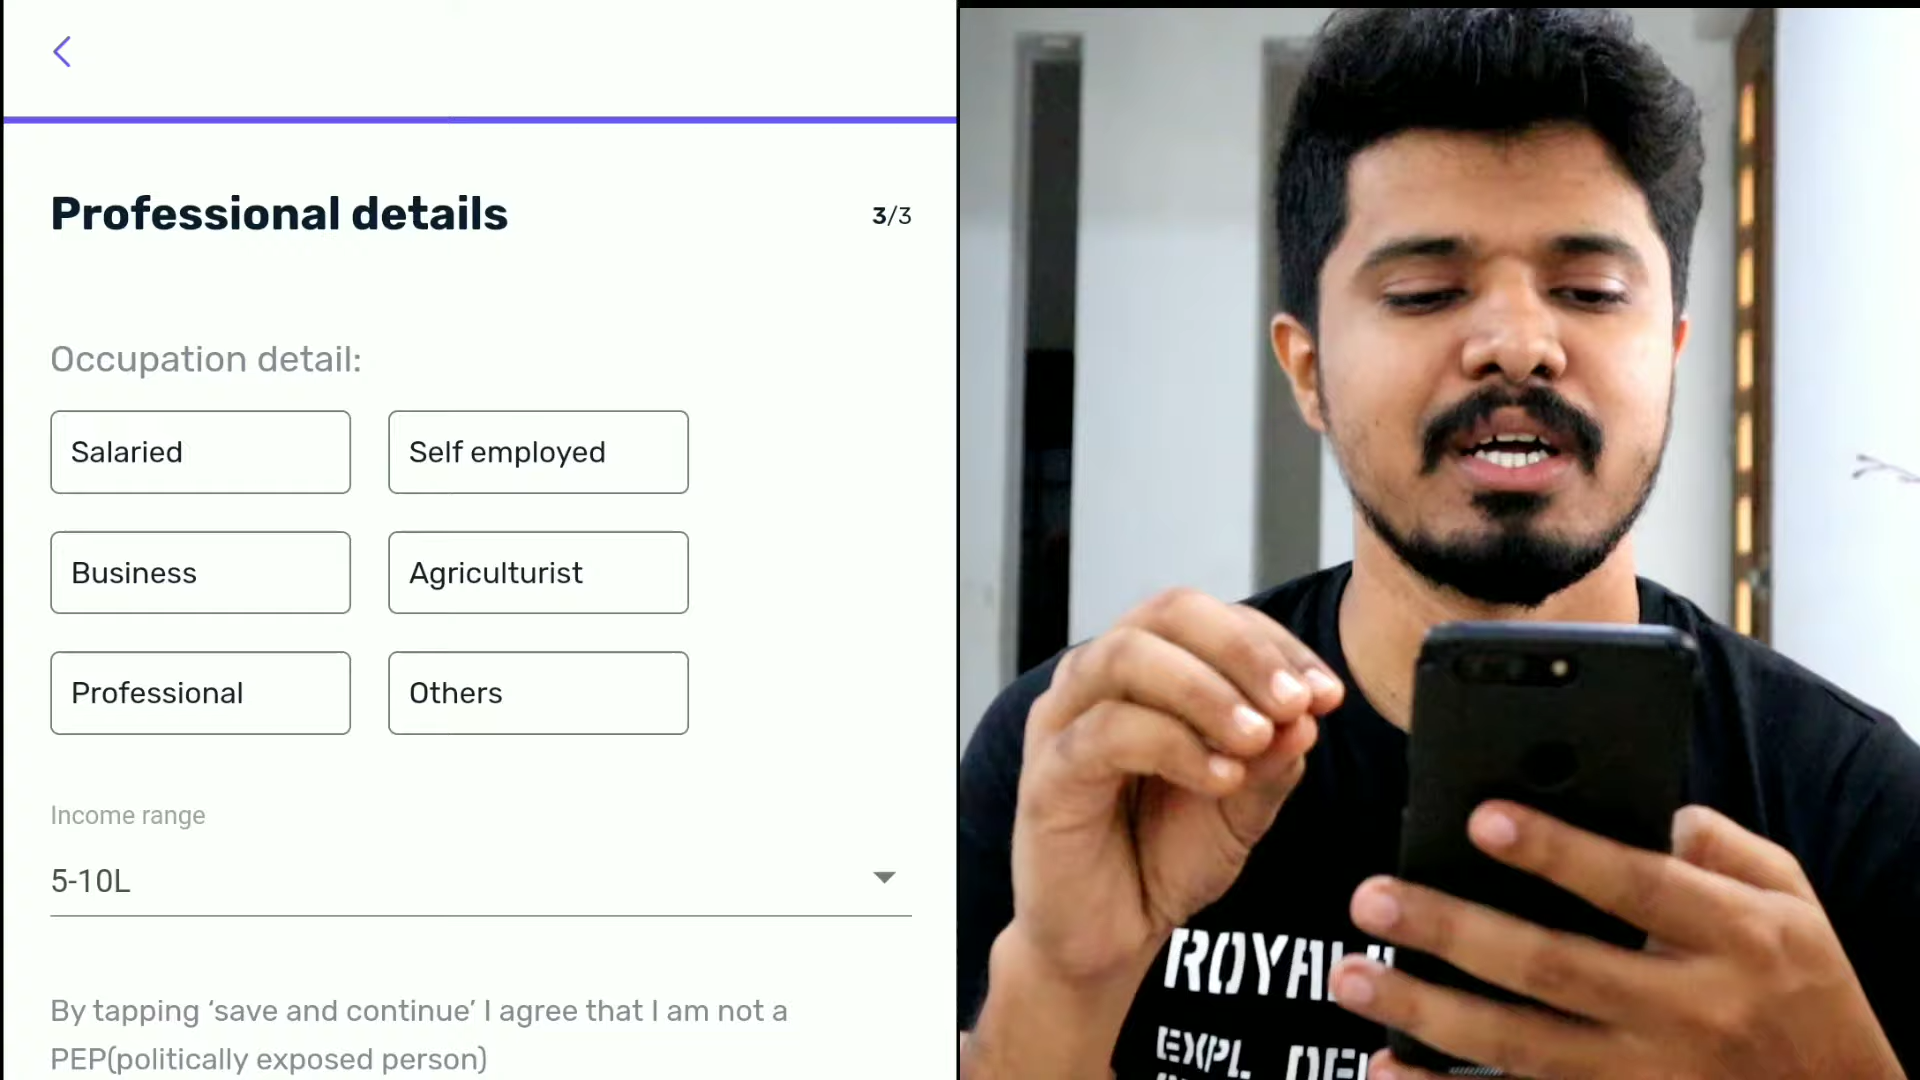 Professional details
3/3
Occupation detail:
Salaried
Self employed
Business
Agriculturist
Professional
Others
Income range
5-10L
By tapping ‘save and continue’ I agree that I am not a
PEP(politically exposed person)
EXPL.